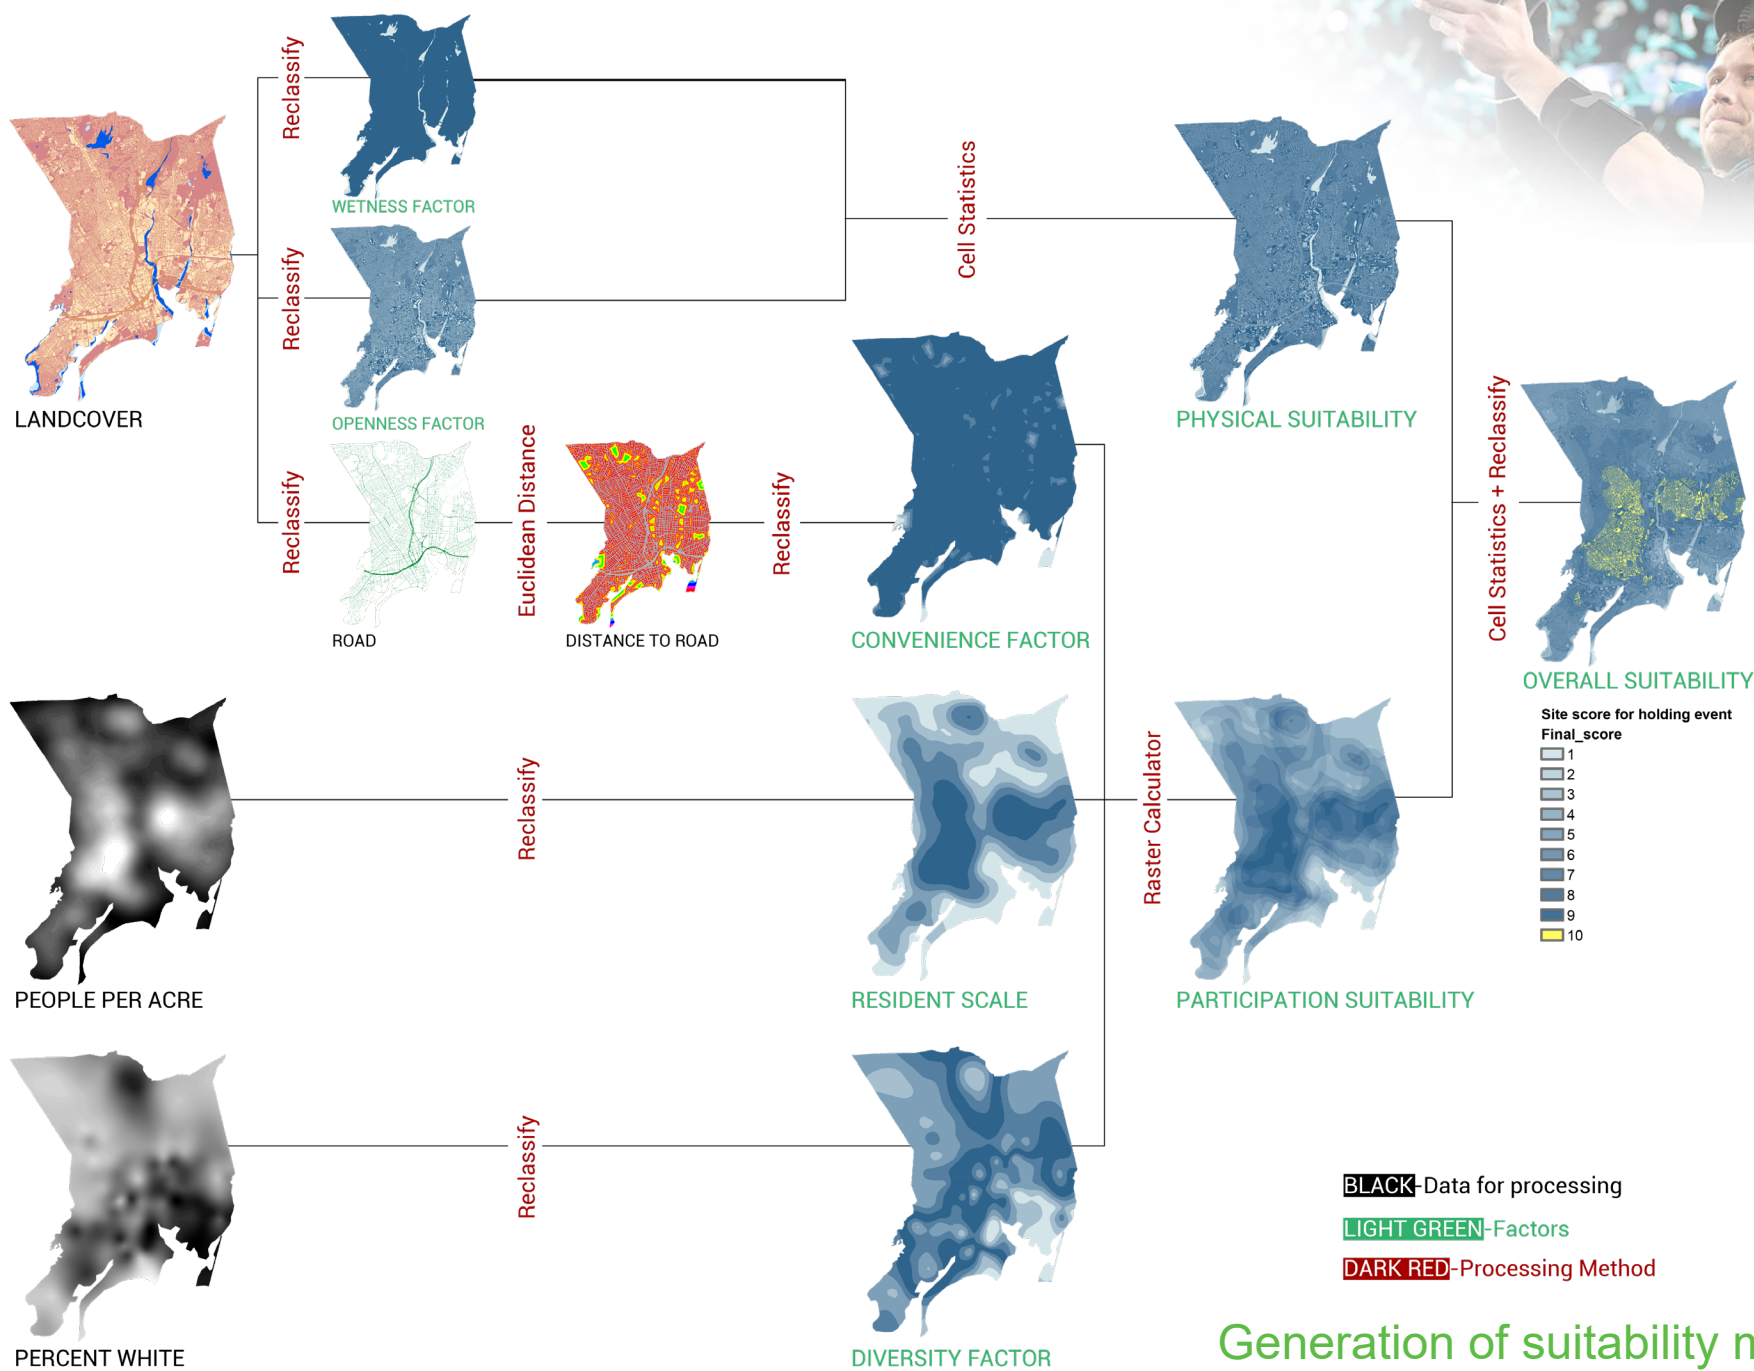 Reclassify
WETNESS FACTOR
Reclassify
OPENNESS FACTOR
LANDCOVER
Reclassify
ROAD
Euclidean Distance
DISTANCE TO ROAD
Reclassify
CONVENIENCE FACTOR
Cell Statistics
PHYSICAL SUITABILITY
Cell Statistics + Reclassify
OVERALL SUITABILITY
Site score for holding event
Final_score
1
2
3
4
5
6
7
8
9
10
PEOPLE PER ACRE
Reclassify
RESIDENT SCALE
Raster Calculator
PARTICIPATION SUITABILITY
PERCENT WHITE
Reclassify
DIVERSITY FACTOR
BLACK-Data for processing
LIGHT GREEN-Factors
DARK RED-Processing Method
Generation of suitability